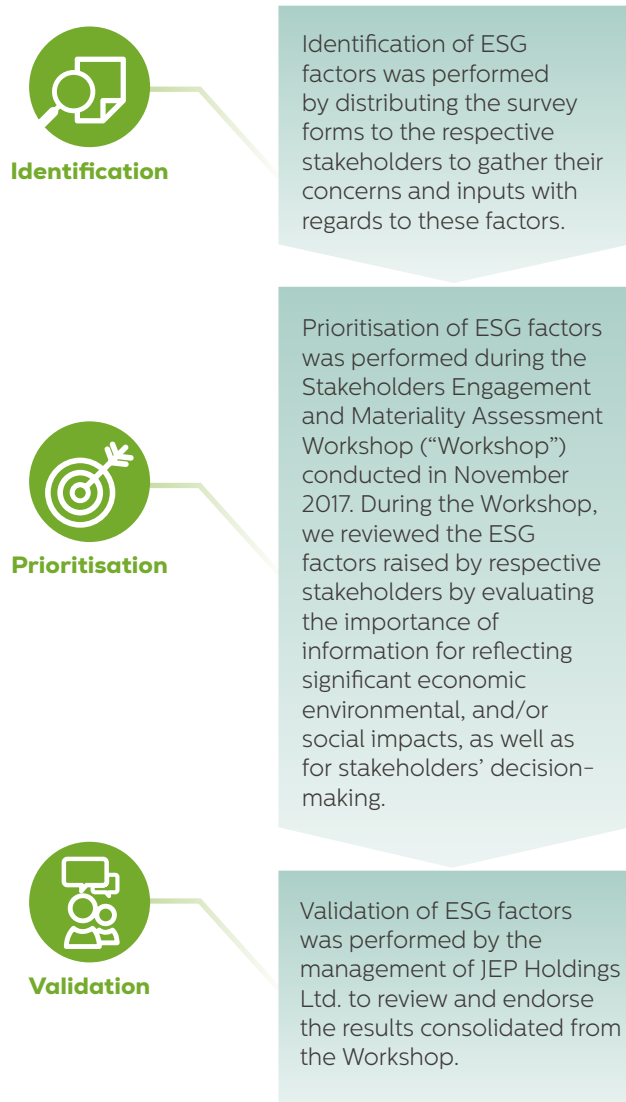 Identification
Identification of ESG
factors was performed
by distributing the survey
forms to the respective
stakeholders to gather their
concerns and inputs with
regards to these factors.
Prioritisation
Prioritisation of ESG factors
was performed during the
Stakeholders Engagement
and Materiality Assessment
Workshop (“Workshop”)
conducted in November
2017. During the Workshop,
we reviewed the ESG
factors raised by respective
stakeholders by evaluating
the importance of
information for reflecting
significant economic
environmental, and/or
social impacts, as well as
for stakeholders’ decision-
making.
Validation
Validation of ESG factors
was performed by the
management of JEP Holdings
Ltd. to review and endorse
the results consolidated from
the Workshop.